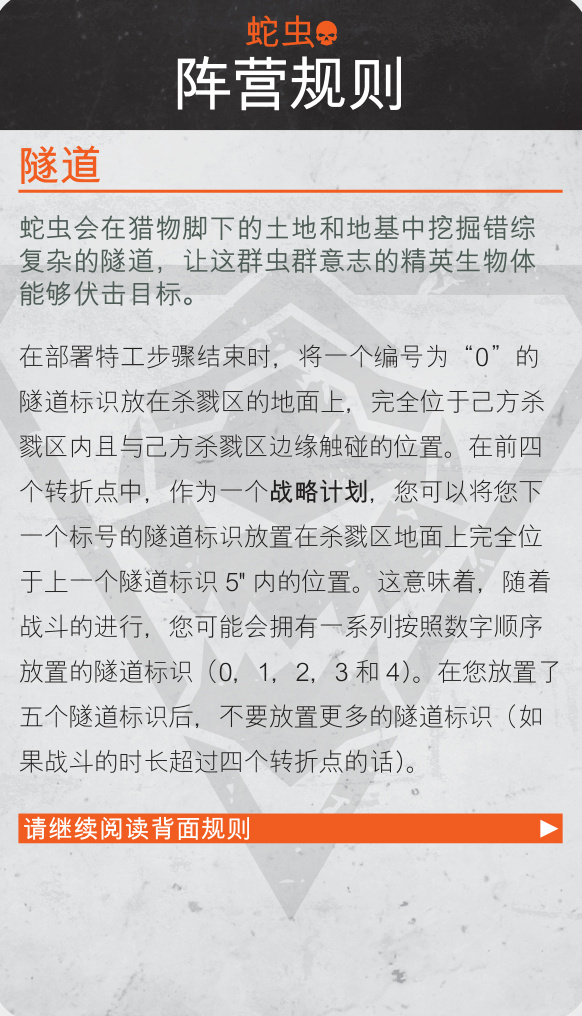 蛇虫
阵营规则
隧道
蛇虫会在猎物脚下的土地和地基中挖掘错综
复杂的隧道，让这群虫群意志的精英生物体
能够伏击目标。
在部署特工步骤结束时，将一个编号为“0”的
隧道标识放在杀戮区的地面上，完全位于己方杀
戮区内且与己方杀戮区边缘触碰的位置。在前四
个转折点中，作为一个战略计划，您可以将您下
一个标号的隧道标识放置在杀戮区地面上完全位
于上一个隧道标识 5" 内的位置。这意味着，随着
战斗的进行，您可能会拥有一系列按照数字顺序
放置的隧道标识（0，1，2，3 和 4）。在您放置了
五个隧道标识后，不要放置更多的隧道标识（如
果战斗的时长超过四个转折点的话）。
请继续阅读背面规则